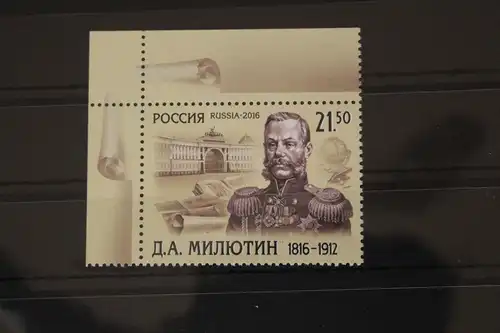 РОССИЯ RUSSIA•2016 21.50
Д.А. МИЛЮТИН 1816-1912